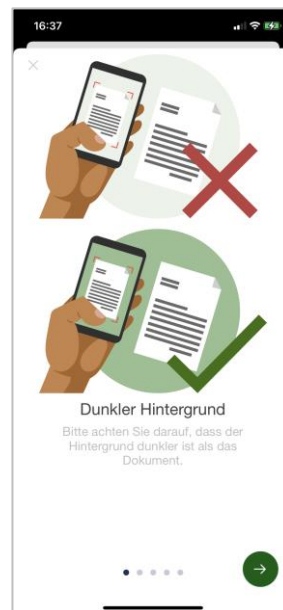 16:37
Dunkler Hintergrund
Bitte achten Sie darauf, dass der
Hintergrund dunkler ist als das
Dokument.